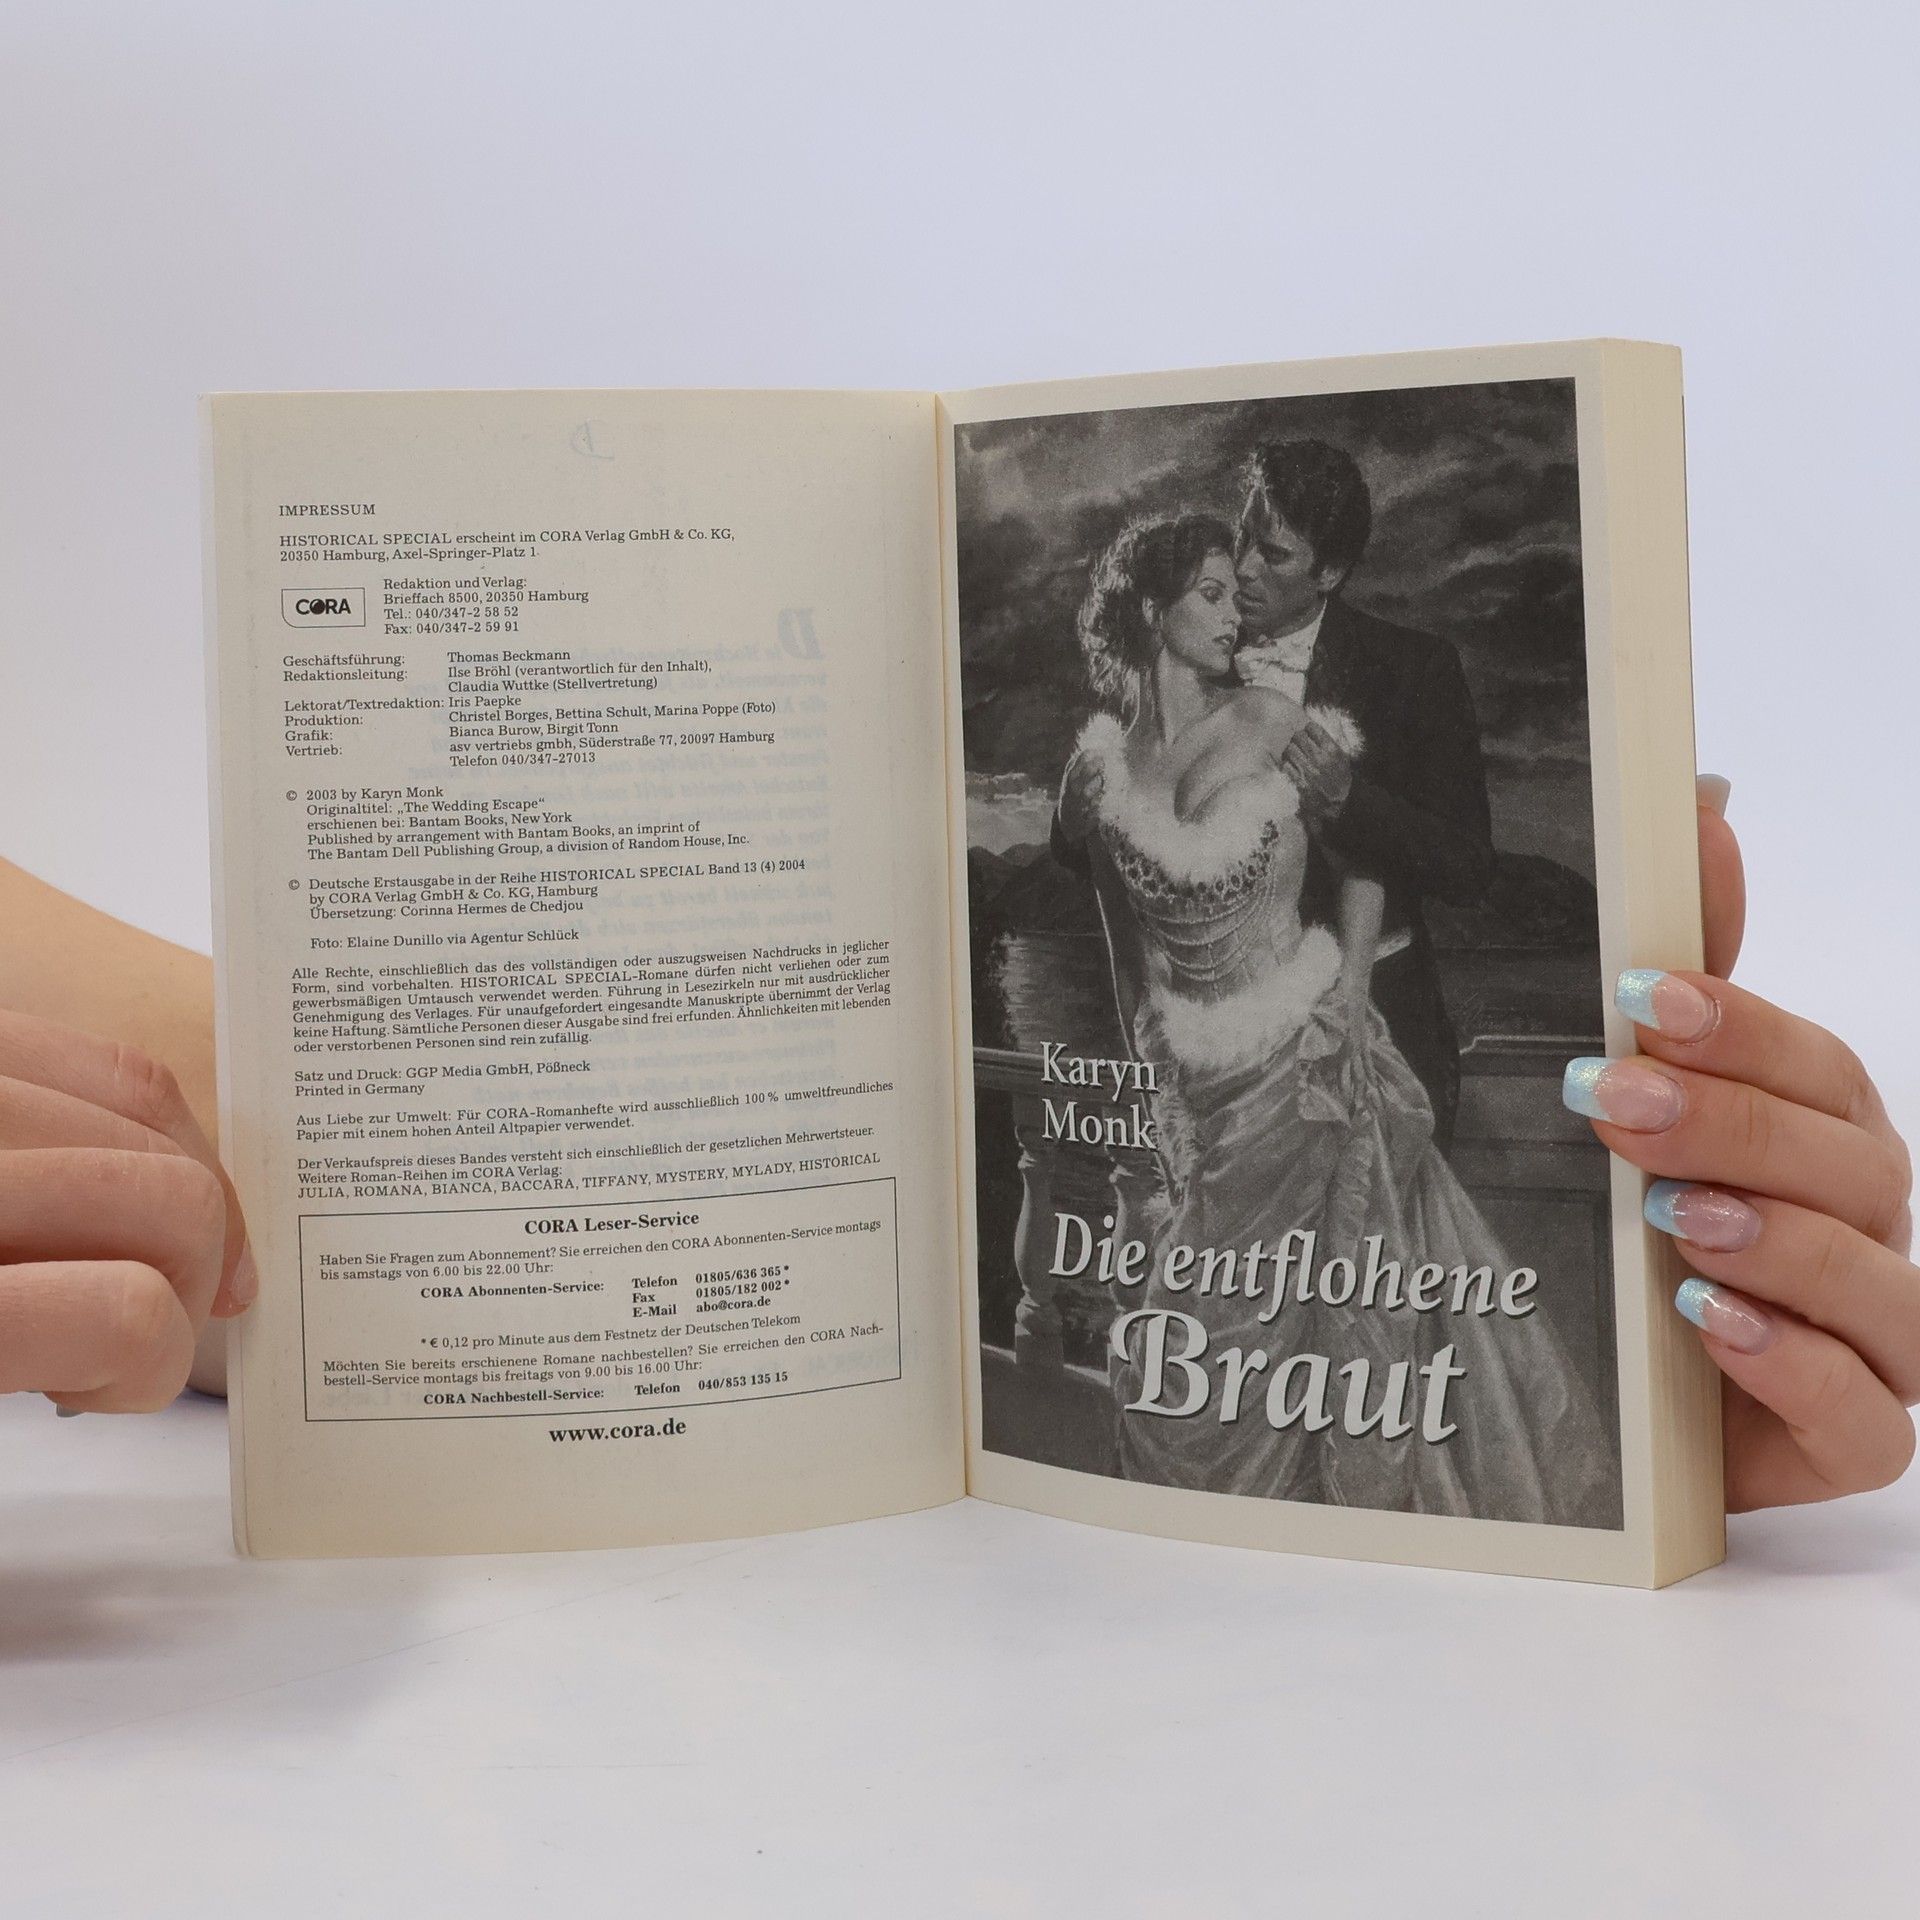 IMPRESSUM
HISTORICAL SPECIAL erscheint im CORA Verlag GmbH & Co. KG,
20350 Hamburg, Axel-Springer-Platz 1
CORA
Redaktion und Verlag:
Brieffach 8500, 20350 Hamburg
Tel.: 040/347-2 58 52
Fax: 040/347-2 59 91
Geschäftsführung: Thomas Beckmann
Redaktionsleitung: Ilse Bröhl (verantwortlich für den Inhalt),
Claudia Wuttke (Stellvertretung)
Lektorat/Textredaktion: Iris Paepke
Produktion: Christel Borges, Bettina Schult, Marina Poppe (Foto)
Grafik: Bianca Burow, Birgit Tonn
Vertrieb: asv vertriebs gmbh, Süderstraße 77, 20097 Hamburg
Telefon 040/347-27013
© 2003 by Karyn Monk
Originaltitel: „The Wedding Escape“
erschienen bei: Bantam Books, New York
Published by arrangement with Bantam Books, an imprint of
The Bantam Dell Publishing Group, a division of Random House, Inc.
© Deutsche Erstausgabe in der Reihe HISTORICAL SPECIAL Band 13 (4) 2004
by CORA Verlag GmbH & Co. KG, Hamburg
Übersetzung: Corinna Hermes de Chedjou
Foto: Elaine Dunillo via Agentur Schlück
Alle Rechte, einschließlich das des vollständigen oder auszugsweisen Nachdrucks in jeglicher
Form, sind vorbehalten. HISTORICAL SPECIAL-Romane dürfen nicht verliehen oder zum
gewerbsmäßigen Umtausch verwendet werden. Führung in Lesezirkeln nur mit ausdrücklicher
Genehmigung des Verlages. Für unaufgefordert eingesandte Manuskripte übernimmt der Verlag
keine Haftung. Sämtliche Personen dieser Ausgabe sind frei erfunden. Ähnlichkeiten mit lebenden
oder verstorbenen Personen sind rein zufällig.
Satz und Druck: GGP Media GmbH, Pößneck
Printed in Germany
Aus Liebe zur Umwelt: Für CORA-Romanhefte wird ausschließlich 100 % umweltfreundliches
Papier mit einem hohen Anteil Altpapier verwendet.
Der Verkaufspreis dieses Bandes versteht sich einschließlich der gesetzlichen Mehrwertsteuer.
Weitere Roman-Reihen im CORA Verlag:
JULIA, ROMANA, BIANCA, BACCARA, TIFFANY, MYSTERY, MYLADY, HISTORICAL
CORA Leser-Service
Haben Sie Fragen zum Abonnement? Sie erreichen den CORA Abonnenten-Service montags
bis samstags von 6.00 bis 22.00 Uhr:
CORA Abonnenten-Service: Telefon 01805/636 365*
Fax 01805/182 002*
E-Mail abo@cora.de
* € 0,12 pro Minute aus dem Festnetz der Deutschen Telekom
Möchten Sie bereits erschienene Romane nachbestellen? Sie erreichen den CORA Nach-
bestell-Service montags bis freitags von 9.00 bis 16.00 Uhr:
CORA Nachbestell-Service: Telefon 040/853 135 15
www.cora.de
Karyn
Monk
Die entflohene
Braut